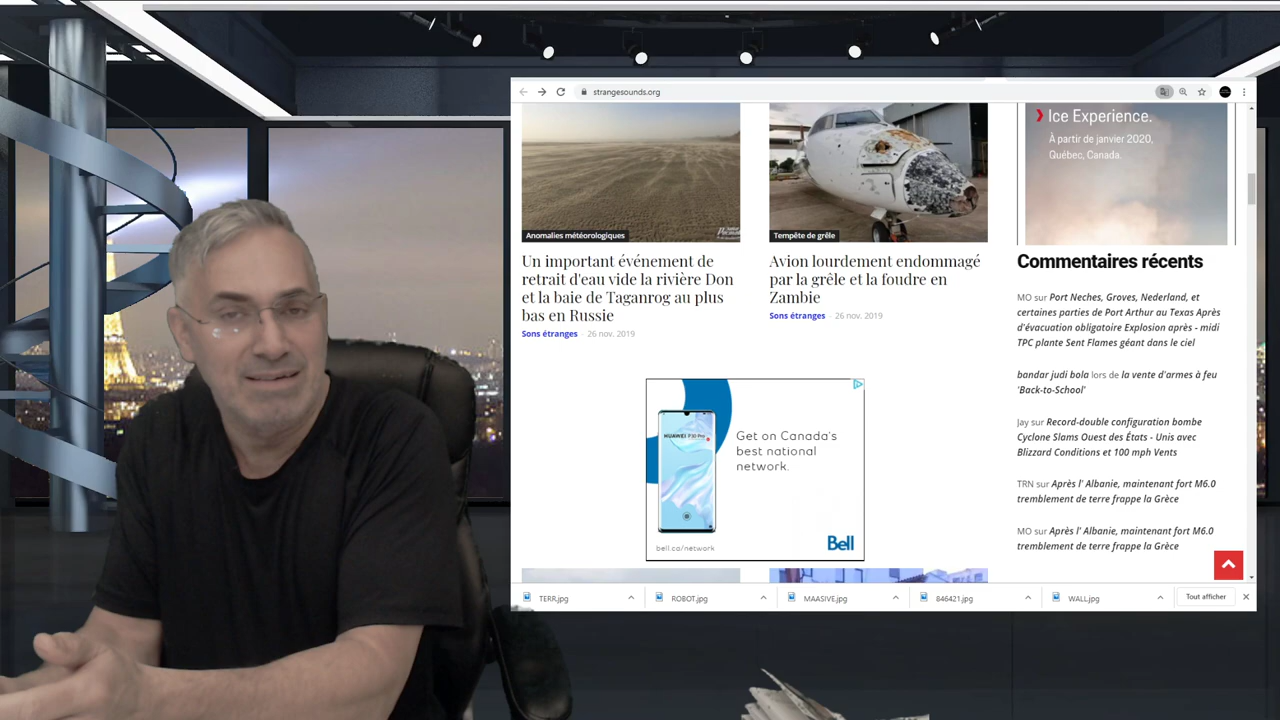 strangesounds.org
Anomalies météorologiques
Un important événement de
retrait d'eau vide la rivière Don
et la baie de Taganrog au plus
bas en Russie
Sons étranges - 26 nov. 2019
Tempête de grêle
Avion lourdement endommagé
par la grêle et la foudre en
Zambie
Sons étranges - 26 nov. 2019
HUAWEI P30 Pro
Get on Canada's
best national
network.
bell.ca/network
Bell
Ice Experience.
À partir de janvier 2020,
Québec, Canada.
Commentaires récents
MO sur Port Neches, Groves, Nederland, et
certaines parties de Port Arthur au Texas Après
d'évacuation obligatoire Explosion après - midi
TPC plante Sent Flames géant dans le ciel
bandar judi bola lors de la vente d'armes à feu
'Back-to-School'
Jay sur Record-double configuration bombe
Cyclone Slams Ouest des États - Unis avec
Blizzard Conditions et 100 mph Vents
TRN sur Après l' Albanie, maintenant fort M6.0
tremblement de terre frappe la Grèce
MO sur Après l' Albanie, maintenant fort M6.0
tremblement de terre frappe la Grèce
TERR.jpg
ROBOT.jpg
MAASIVE.jpg
846421.jpg
WALL.jpg
Tout afficher